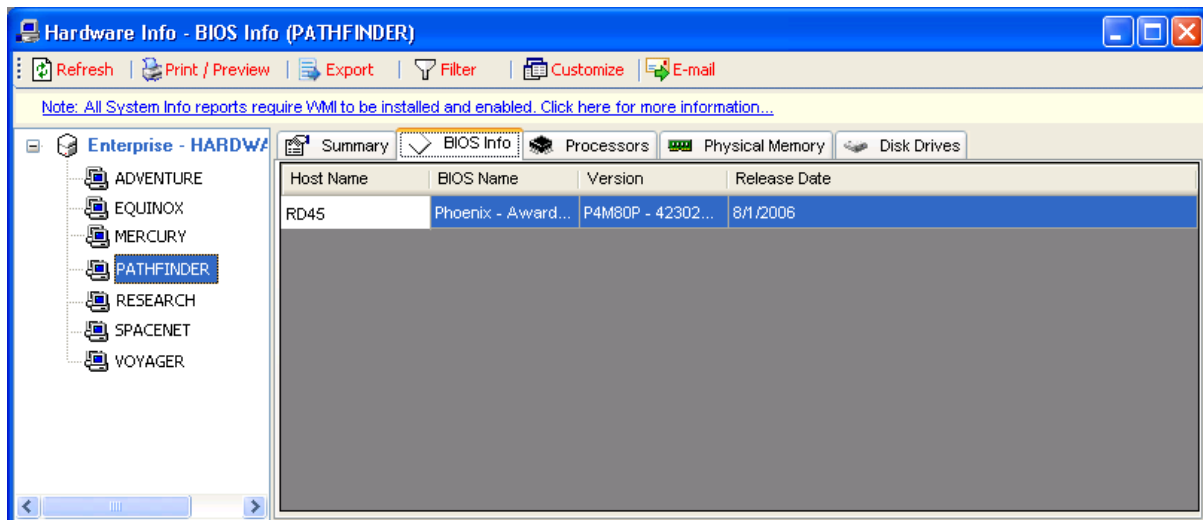 Hardware Info - BIOS Info (PATHFINDER)
Refresh Print / Preview Export Filter Customize E-mail
Note: All System Info reports require WMI to be installed and enabled. Click here for more information...
Enterprise - HARDWA
ADVENTURE
EQUINOX
MERCURY
PATHFINDER
RESEARCH
SPACENET
VOYAGER
Summary BIOS Info Processors Physical Memory Disk Drives
Host Name BIOS Name Version Release Date
RD45 Phoenix - Award... P4M80P - 42302... 8/1/2006